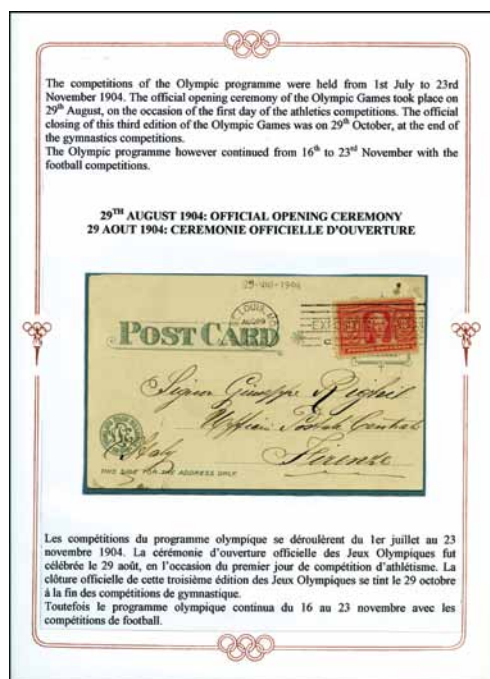 The competitions of the Olympic programme were held from 1st July to 23rd
November 1904. The official opening ceremony of the Olympic Games took place on
29th August, on the occasion of the first day of the athletics competitions. The official
closing of this third edition of the Olympic Games was on 29th October, at the end of
the gymnastics competitions.
The Olympic programme however continued from 16th to 23rd November with the
football competitions.
29TH AUGUST 1904: OFFICIAL OPENING CEREMONY
29 AOUT 1904: CEREMONIE OFFICIELLE D'OUVERTURE
POST CARD
Signor Giuseppe Righi
Firenze
Italy
THIS SIDE FOR THE ADDRESS ONLY
Les compétitions du programme olympique se déroulèrent du 1er juillet au 23
novembre 1904. La cérémonie d'ouverture officielle des Jeux Olympiques fut
célébrée le 29 août, en l'occasion du premier jour de compétition d'athlétisme. La
clôture officielle de cette troisième édition des Jeux Olympiques se tint le 29 octobre
à la fin des compétitions de gymnastique.
Toutefois le programme olympique continua du 16 au 23 novembre avec les
compétitions de football.